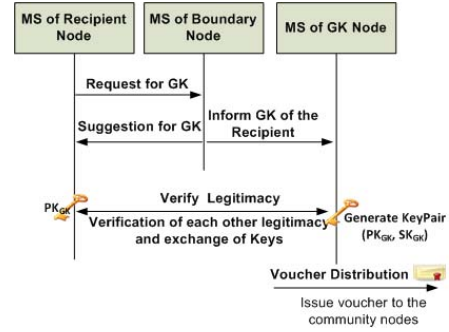 MS of Recipient
Node
MS of Boundary
Node
MS of GK Node
Request for GK
Suggestion for GK
Inform GK of the
Recipient
PKGK
Verify Legitimacy
Verification of each other legitimacy
and exchange of Keys
Generate KeyPair
(PKGK, SKGK)
Voucher Distribution
Issue voucher to the
community nodes